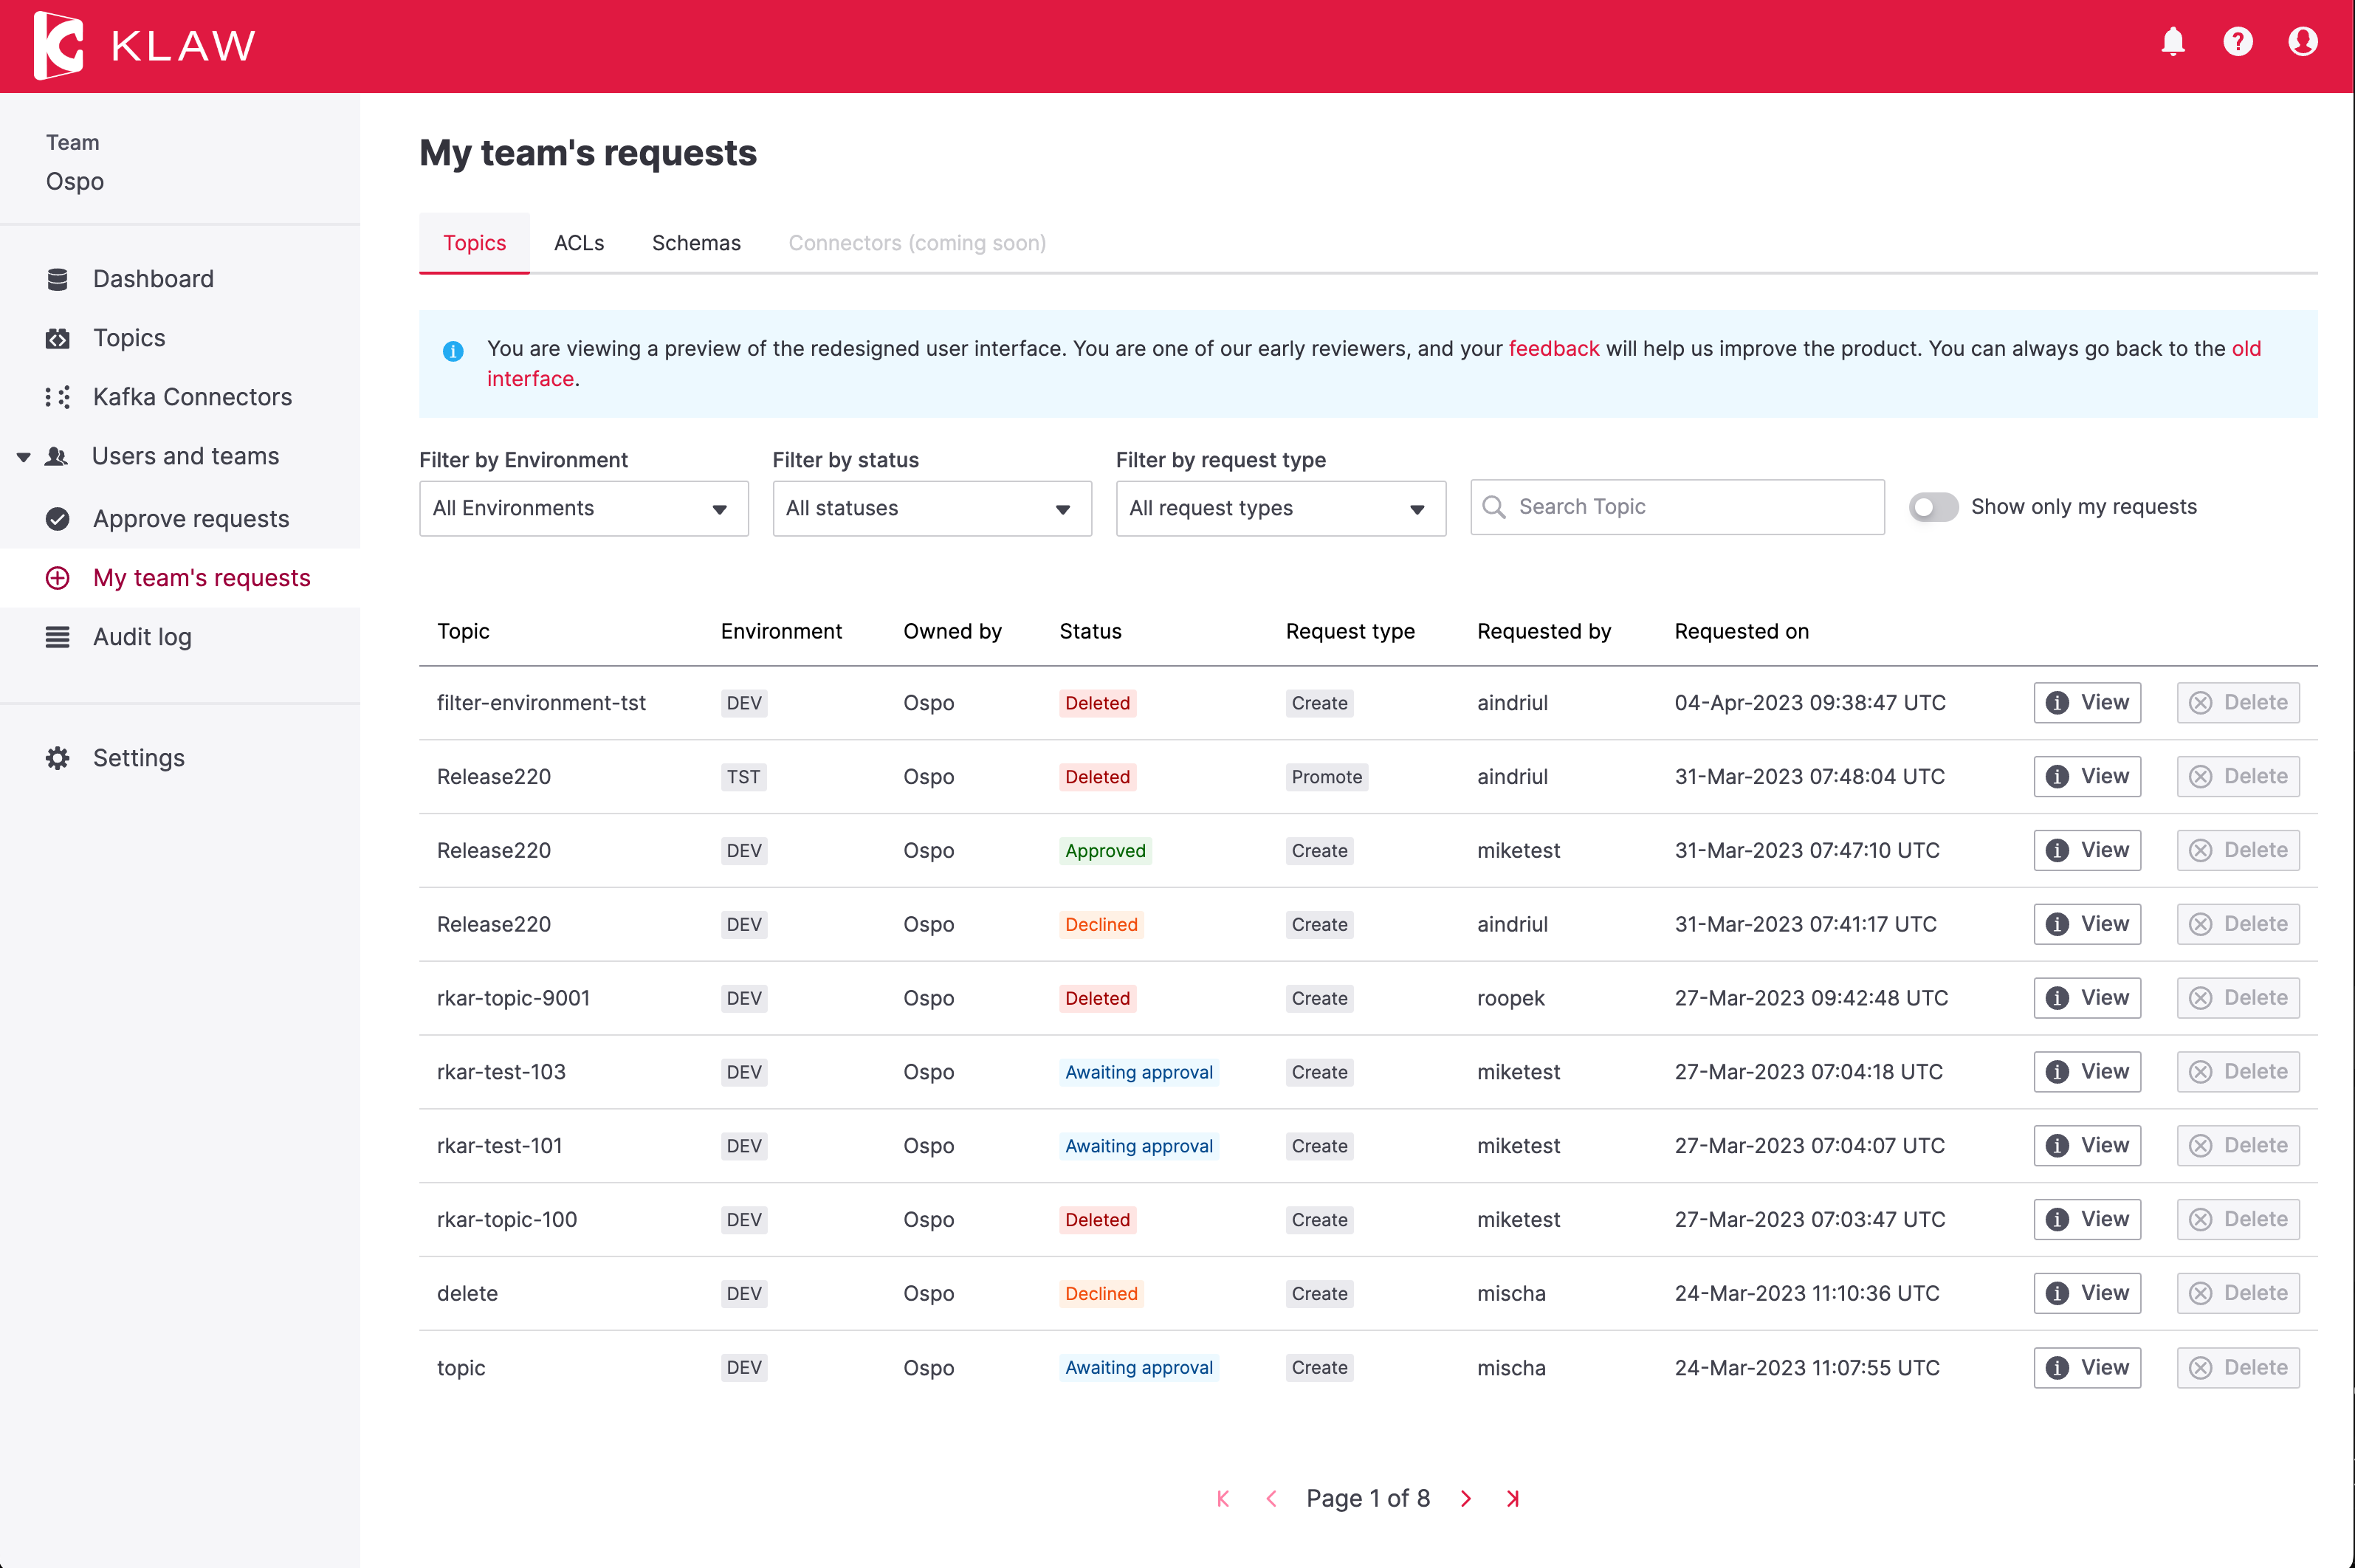 KLAW
Team
Ospo
Dashboard
Topics
Kafka Connectors
Users and teams
Approve requests
My team's requests
Audit log
Settings
My team's requests
Topics ACLs Schemas Connectors (coming soon)
You are viewing a preview of the redesigned user interface. You are one of our early reviewers, and your feedback will help us improve the product. You can always go back to the old
interface.
Filter by Environment Filter by status Filter by request type
All Environments All statuses All request types Search Topic Show only my requests
Topic Environment Owned by Status Request type Requested by Requested on
filter-environment-tst DEV Ospo Deleted Create aindriul 04-Apr-2023 09:38:47 UTC View Delete
Release220 TST Ospo Deleted Promote aindriul 31-Mar-2023 07:48:04 UTC View Delete
Release220 DEV Ospo Approved Create miketest 31-Mar-2023 07:47:10 UTC View Delete
Release220 DEV Ospo Declined Create aindriul 31-Mar-2023 07:41:17 UTC View Delete
rkar-topic-9001 DEV Ospo Deleted Create roopek 27-Mar-2023 09:42:48 UTC View Delete
rkar-test-103 DEV Ospo Awaiting approval Create miketest 27-Mar-2023 07:04:18 UTC View Delete
rkar-test-101 DEV Ospo Awaiting approval Create miketest 27-Mar-2023 07:04:07 UTC View Delete
rkar-topic-100 DEV Ospo Deleted Create miketest 27-Mar-2023 07:03:47 UTC View Delete
delete DEV Ospo Declined Create mischa 24-Mar-2023 11:10:36 UTC View Delete
topic DEV Ospo Awaiting approval Create mischa 24-Mar-2023 11:07:55 UTC View Delete
Page 1 of 8